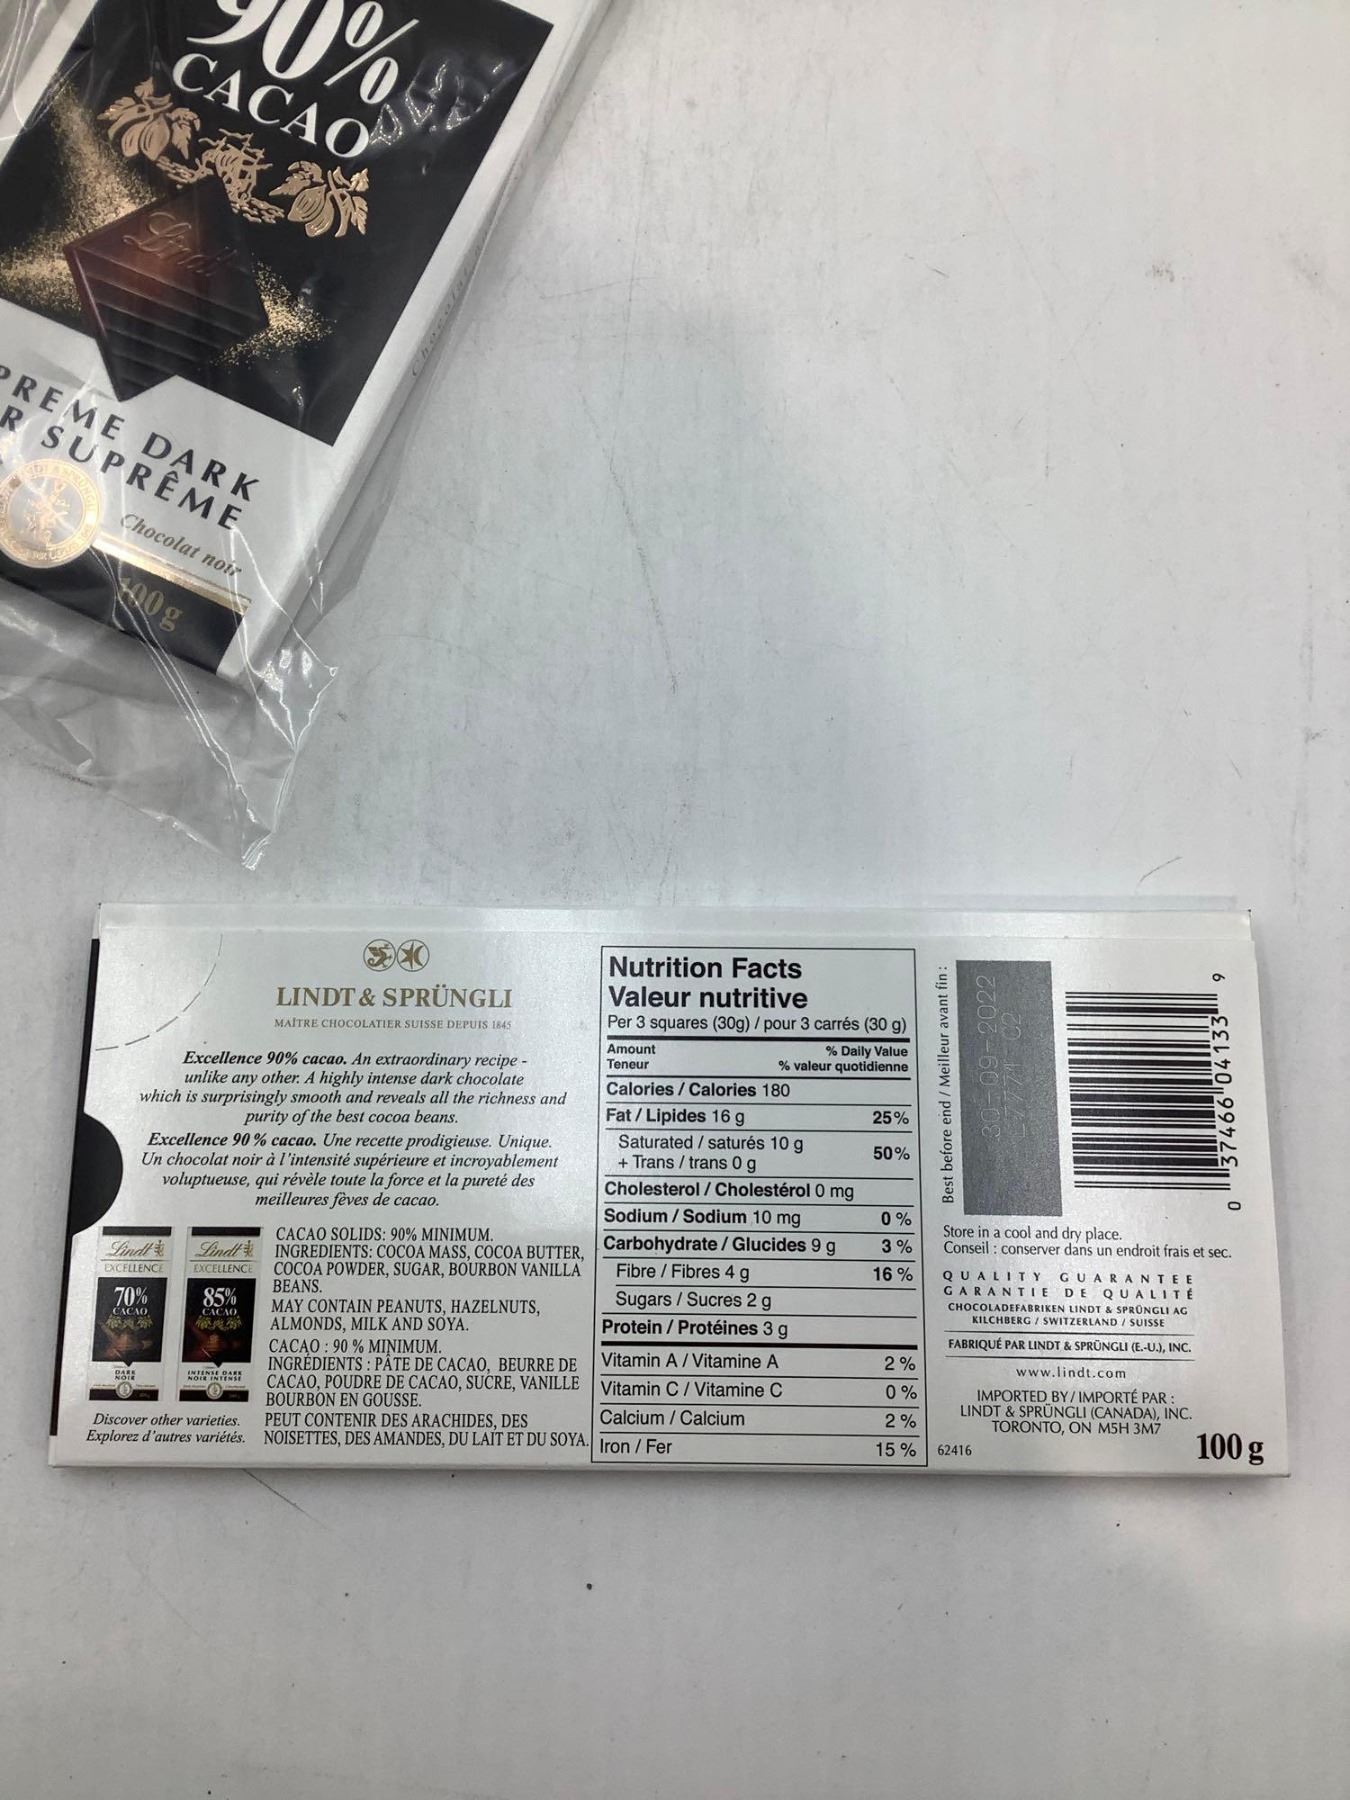 90%
CACAO
Lindt
PREME DARK
R SUPRÊME
Chocolat noir
100g
LINDT & SPRÜNGLI
MAÎTRE CHOCOLATIER SUISSE DEPUIS 1845
Excellence 90% cacao. An extraordinary recipe -
unlike any other. A highly intense dark chocolate
which is surprisingly smooth and reveals all the richness and
purity of the best cocoa beans.
Excellence 90 % cacao. Une recette prodigieuse. Unique.
Un chocolat noir à l'intensité supérieure et incroyablement
voluptueuse, qui révèle toute la force et la pureté des
meilleures fèves de cacao.
Lindt
EXCELLENCE
70%
CACAO
DARK
NOIR
Lindt
EXCELLENCE
85%
CACAO
INTENSE DARK
NOIR INTENSE
Discover other varieties.
Explorez d'autres variétés.
CACAO SOLIDS: 90% MINIMUM.
INGREDIENTS: COCOA MASS, COCOA BUTTER,
COCOA POWDER, SUGAR, BOURBON VANILLA
BEANS.
MAY CONTAIN PEANUTS, HAZELNUTS,
ALMONDS, MILK AND SOYA.
CACAO : 90 % MINIMUM.
INGRÉDIENTS : PÂTE DE CACAO, BEURRE DE
CACAO, POUDRE DE CACAO, SUCRE, VANILLE
BOURBON EN GOUSSE.
PEUT CONTENIR DES ARACHIDES, DES
NOISETTES, DES AMANDES, DU LAIT ET DU SOYA.
Nutrition Facts
Valeur nutritive
Per 3 squares (30g) / pour 3 carrés (30 g)
Amount % Daily Value
Teneur % valeur quotidienne
Calories / Calories 180
Fat / Lipides 16 g 25%
Saturated / saturés 10 g
+ Trans / trans 0 g 50%
Cholesterol / Cholestérol 0 mg
Sodium / Sodium 10 mg 0 %
Carbohydrate / Glucides 9 g 3 %
Fibre / Fibres 4 g 16 %
Sugars / Sucres 2 g
Protein / Protéines 3 g
Vitamin A / Vitamine A 2 %
Vitamin C / Vitamine C 0 %
Calcium / Calcium 2 %
Iron / Fer 15 %
Best before end / Meilleur avant fin :
30-09-2022
0 37466 04133 9
Store in a cool and dry place.
Conseil : conserver dans un endroit frais et sec.
QUALITY GUARANTEE
GARANTIE DE QUALITÉ
CHOCOLADEFABRIKEN LINDT & SPRÜNGLI AG
KILCHBERG / SWITZERLAND / SUISSE
FABRIQUÉ PAR LINDT & SPRÜNGLI (E.-U.), INC.
www.lindt.com
IMPORTED BY / IMPORTÉ PAR :
LINDT & SPRÜNGLI (CANADA), INC.
TORONTO, ON M5H 3M7
62416
100 g